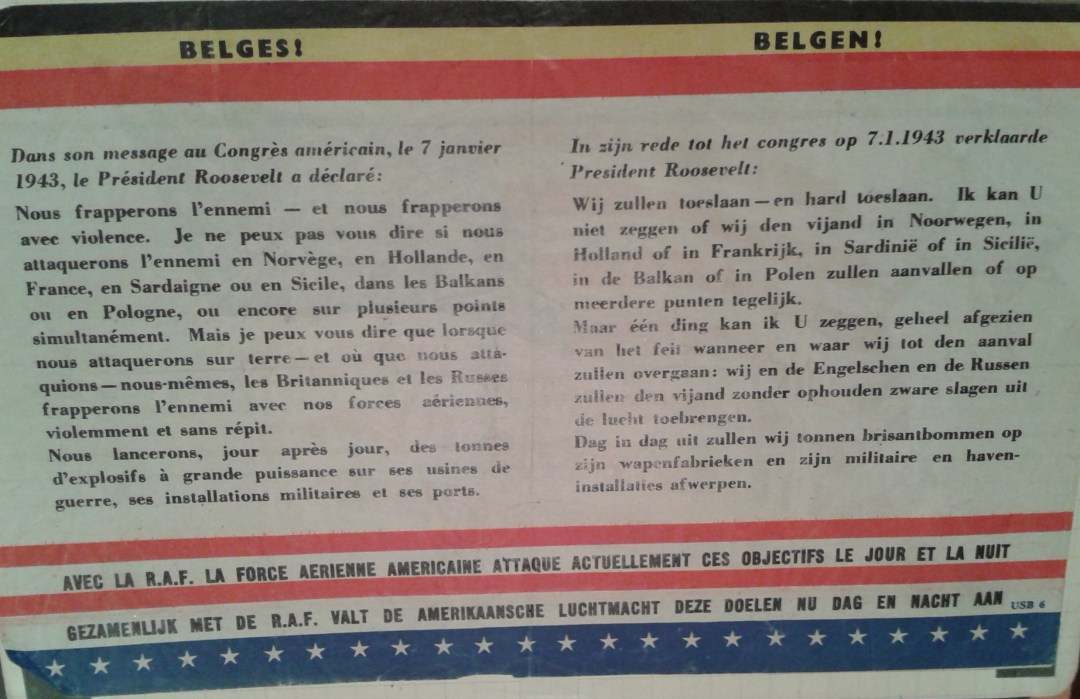 BELGES!
Dans son message au Congrès américain, le 7 janvier
1943, le Président Roosevelt a déclaré:
Nous frapperons l'ennemi — et nous frapperons
avec violence. Je ne peux pas vous dire si nous
attaquerons l'ennemi en Norvège, en Hollande, en
France, en Sardaigne ou en Sicile, dans les Balkans
ou en Pologne, ou encore sur plusieurs points
simultanément. Mais je peux vous dire que lorsque
nous attaquerons sur terre — et où que nous atta-
quions — nous-mêmes, les Britanniques et les Russes
frapperons l'ennemi avec nos forces aériennes,
violemment et sans répit.
Nous lancerons, jour après jour, des tonnes
d'explosifs à grande puissance sur ses usines de
guerre, ses installations militaires et ses ports.
BELGEN!
In zijn rede tot het congres op 7.1.1943 verklaarde
President Roosevelt:
Wij zullen toeslaan — en hard toeslaan. Ik kan U
niet zeggen of wij den vijand in Noorwegen, in
Holland of in Frankrijk, in Sardinië of in Sicilië,
in de Balkan of in Polen zullen aanvallen of op
meerdere punten tegelijk.
Maar één ding kan ik U zeggen, geheel afgezien
van het feit wanneer en waar wij tot den aanval
zullen overgaan: wij en de Engelschen en de Russen
zullen den vijand zonder ophouden zware slagen uit
de lucht toebrengen.
Dag in dag uit zullen wij tonnen brisantbommen op
zijn wapenfabrieken en zijn militaire en haven-
installaties afwerpen.
AVEC LA R.A.F. LA FORCE AERIENNE AMERICAINE ATTAQUE ACTUELLEMENT CES OBJECTIFS LE JOUR ET LA NUIT
GEZAMENLIJK MET DE R.A.F. VALT DE AMERIKAANSCHE LUCHTMACHT DEZE DOELEN NU DAG EN NACHT AAN
USB 6